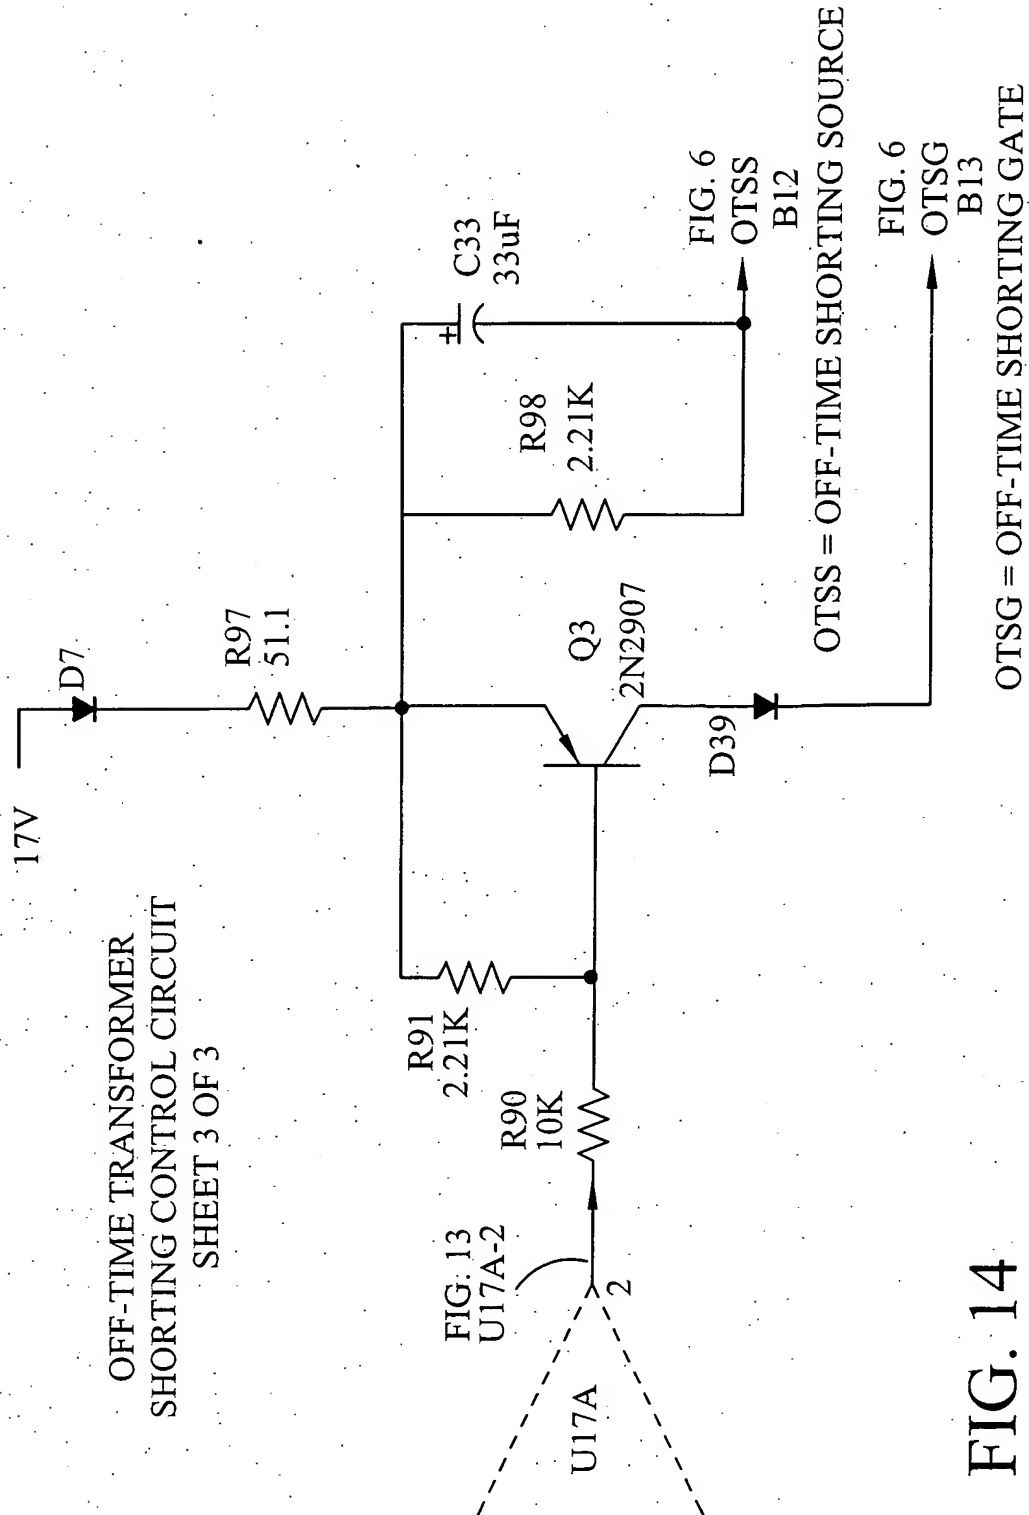 OFF-TIME TRANSFORMER
SHORTING CONTROL CIRCUIT
SHEET 3 OF 3
17V
D7
R97
51.1
R91
2.21K
R90
10K
FIG. 13
U17A-2
2
U17A
Q3
2N2907
D39
R98
2.21K
C33
33uF
+
FIG. 6
OTSS
B12
OTSS = OFF-TIME SHORTING SOURCE
FIG. 6
OTSG
B13
OTSG = OFF-TIME SHORTING GATE
FIG. 14